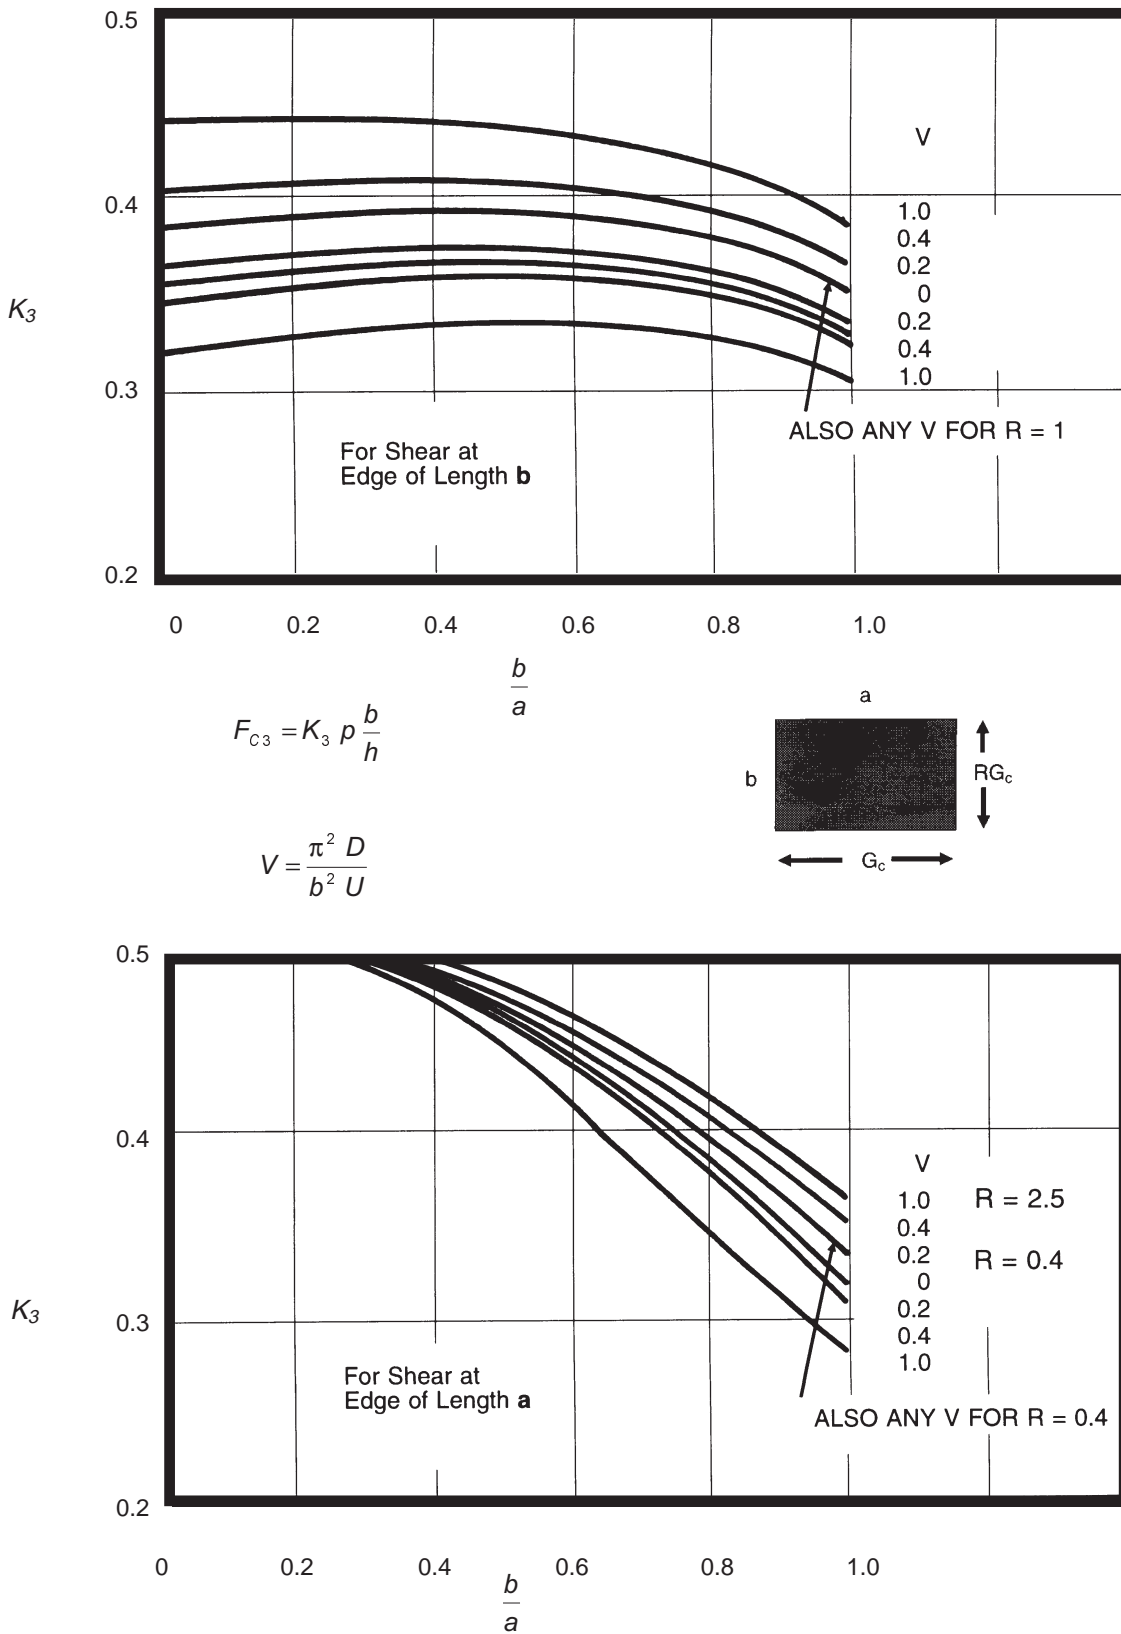 0.5
V
0.4
1.0
0.4
0.2
0
0.2
0.4
1.0
K3
0.3
ALSO ANY V FOR R = 1
For Shear at
Edge of Length b
0.2
0 0.2 0.4 0.6 0.8 1.0
b
a
a
F_C3 = K3 p b/h
b
RGc
Gc
V = π² D / b² U
0.5
0.4
V
1.0 R = 2.5
0.4
0.2 R = 0.4
0
0.2
0.4
1.0
K3
0.3
For Shear at
Edge of Length a
ALSO ANY V FOR R = 0.4
0.2
0 0.2 0.4 0.6 0.8 1.0
b
a